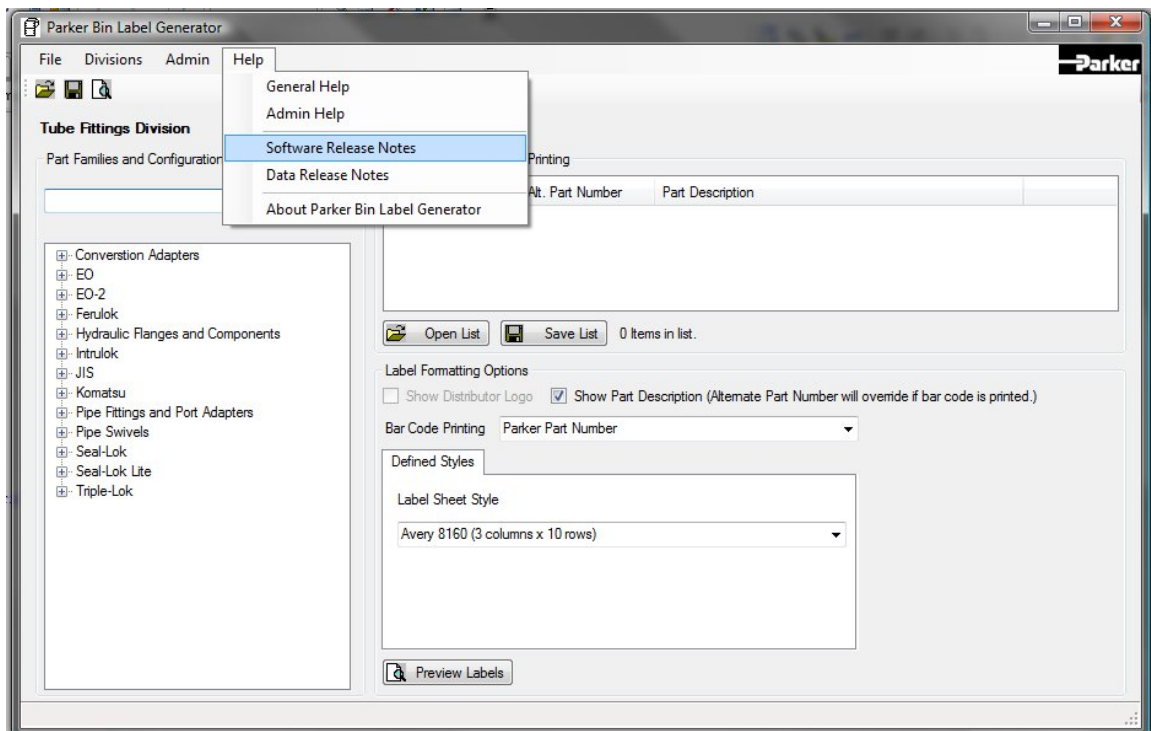 Parker Bin Label Generator
File Divisions Admin Help
Parker
General Help
Admin Help
Software Release Notes
Data Release Notes
About Parker Bin Label Generator
Tube Fittings Division
Part Families and Configuration
Printing
Alt. Part Number Part Description
Converstion Adapters
EO
EO-2
Ferulok
Hydraulic Flanges and Components
Intrulok
JIS
Komatsu
Pipe Fittings and Port Adapters
Pipe Swivels
Seal-Lok
Seal-Lok Lite
Triple-Lok
Open List Save List 0 Items in list.
Label Formatting Options
Show Distributor Logo Show Part Description (Alternate Part Number will override if bar code is printed.)
Bar Code Printing Parker Part Number
Defined Styles
Label Sheet Style
Avery 8160 (3 columns x 10 rows)
Preview Labels